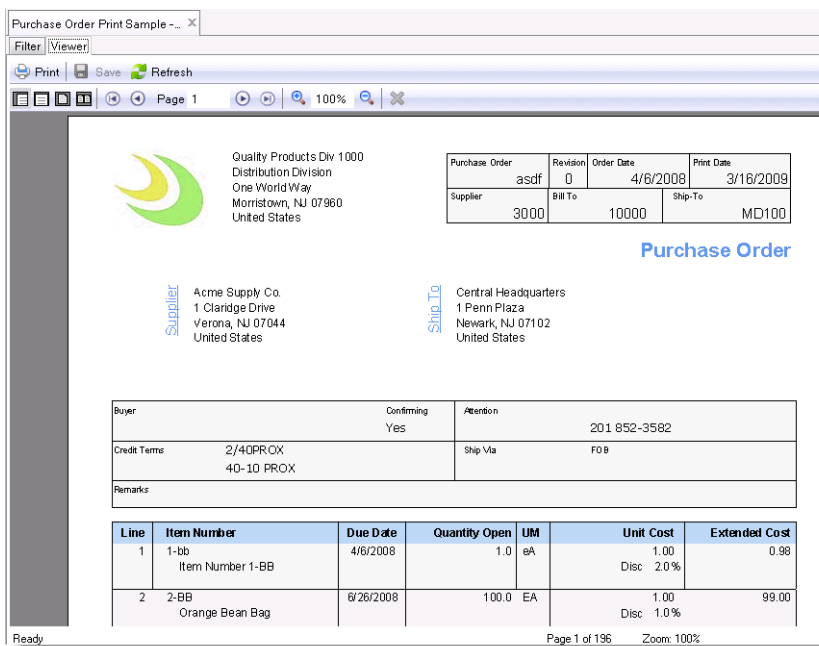 Purchase Order Print Sample -...
Filter Viewer
Print Save Refresh
Page 1 100%
Quality Products Div 1000
Distribution Division
One World Way
Morristown, NJ 07960
United States
Purchase Order Revision Order Date Print Date
asdf 0 4/6/2008 3/16/2009
Supplier Bill To Ship-To
3000 10000 MD100
Purchase Order
Supplier
Acme Supply Co.
1 Claridge Drive
Verona, NJ 07044
United States
Ship To
Central Headquarters
1 Penn Plaza
Newark, NJ 07102
United States
Buyer Confirming Attention
Yes 201 852-3582
Credit Terms 2/40PROX Ship Via FOB
40-10 PROX
Remarks
Line Item Number Due Date Quantity Open UM Unit Cost Extended Cost
1 1-bb 4/6/2008 1.0 eA 1.00 0.98
Item Number 1-BB Disc 2.0%
2 2-BB 6/26/2008 100.0 EA 1.00 99.00
Orange Bean Bag Disc 1.0%
Ready Page 1 of 196 Zoom: 100%